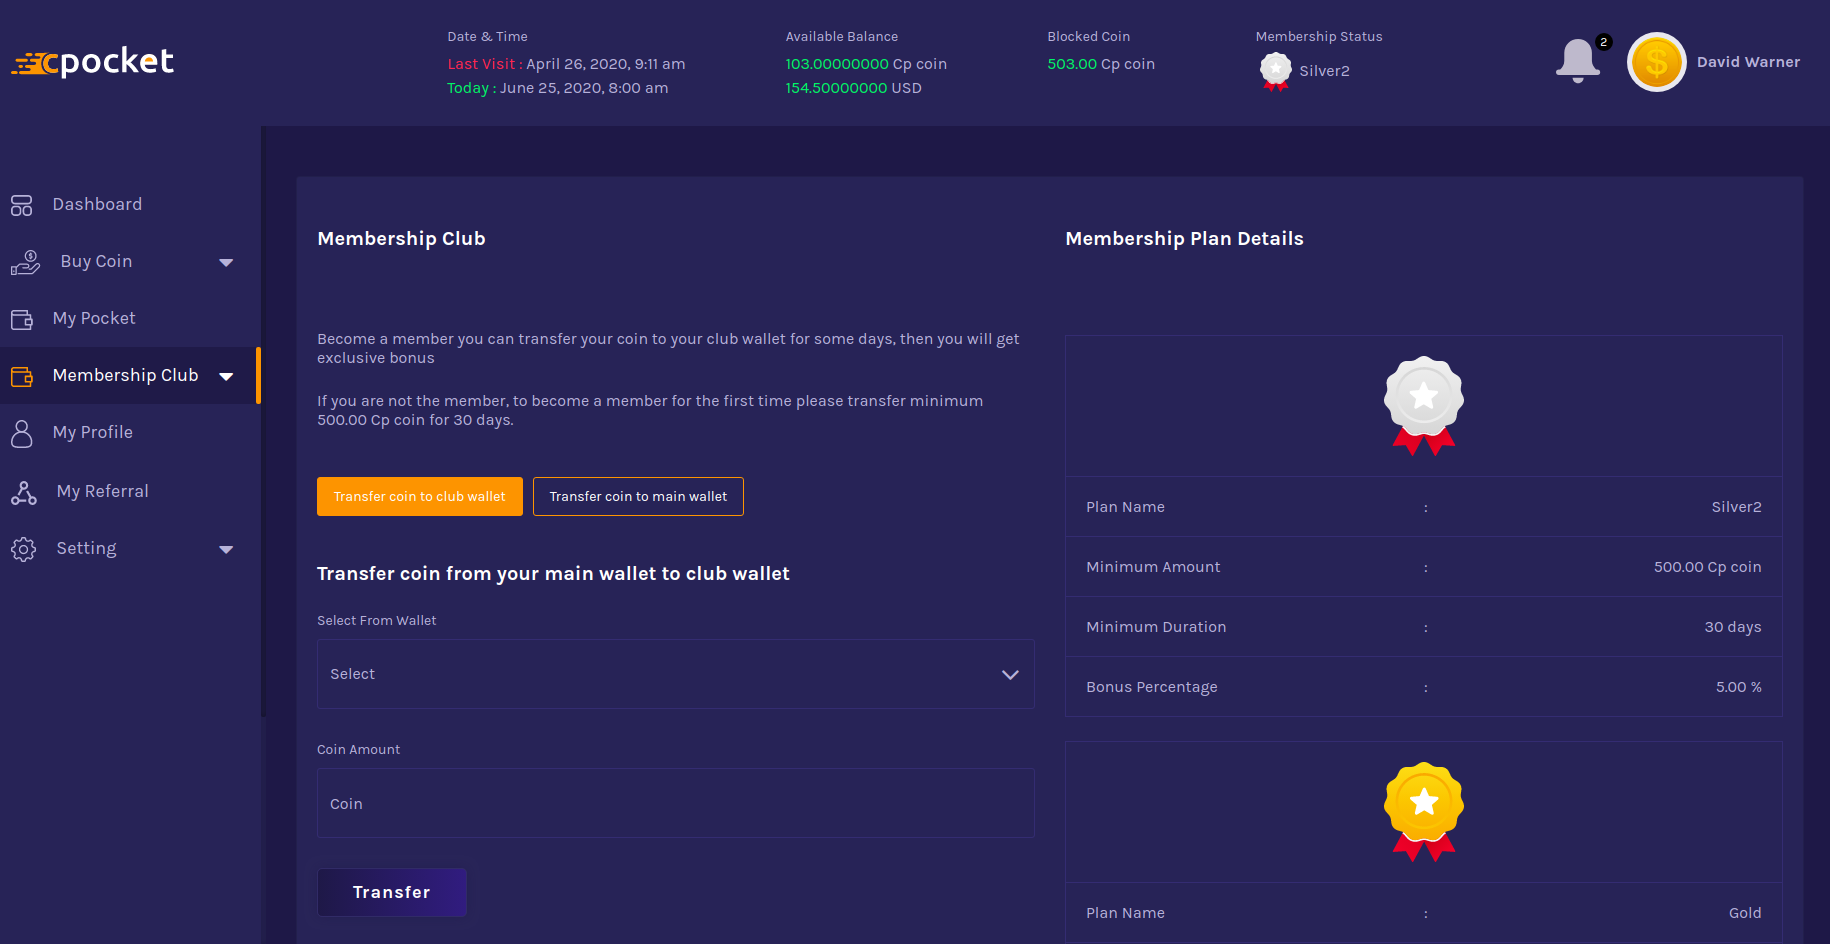 cpocket
Date & Time
Last Visit : April 26, 2020, 9:11 am
Today : June 25, 2020, 8:00 am
Available Balance
103.00000000 Cp coin
154.50000000 USD
Blocked Coin
503.00 Cp coin
Membership Status
Silver2
2
$
David Warner
Dashboard
Buy Coin
My Pocket
Membership Club
My Profile
My Referral
Setting
Membership Club
Become a member you can transfer your coin to your club wallet for some days, then you will get
exclusive bonus
If you are not the member, to become a member for the first time please transfer minimum
500.00 Cp coin for 30 days.
Transfer coin to club wallet
Transfer coin to main wallet
Transfer coin from your main wallet to club wallet
Select From Wallet
Select
Coin Amount
Coin
Transfer
Membership Plan Details
Plan Name : Silver2
Minimum Amount : 500.00 Cp coin
Minimum Duration : 30 days
Bonus Percentage : 5.00 %
Plan Name : Gold